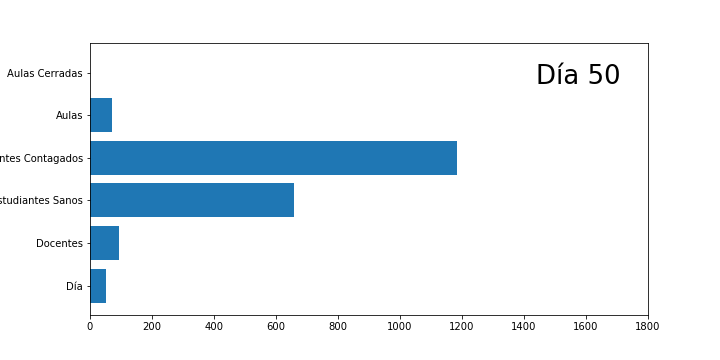 Día 50
Aulas Cerradas
Aulas
ntes Contagados
studiantes Sanos
Docentes
Día
0 200 400 600 800 1000 1200 1400 1600 1800